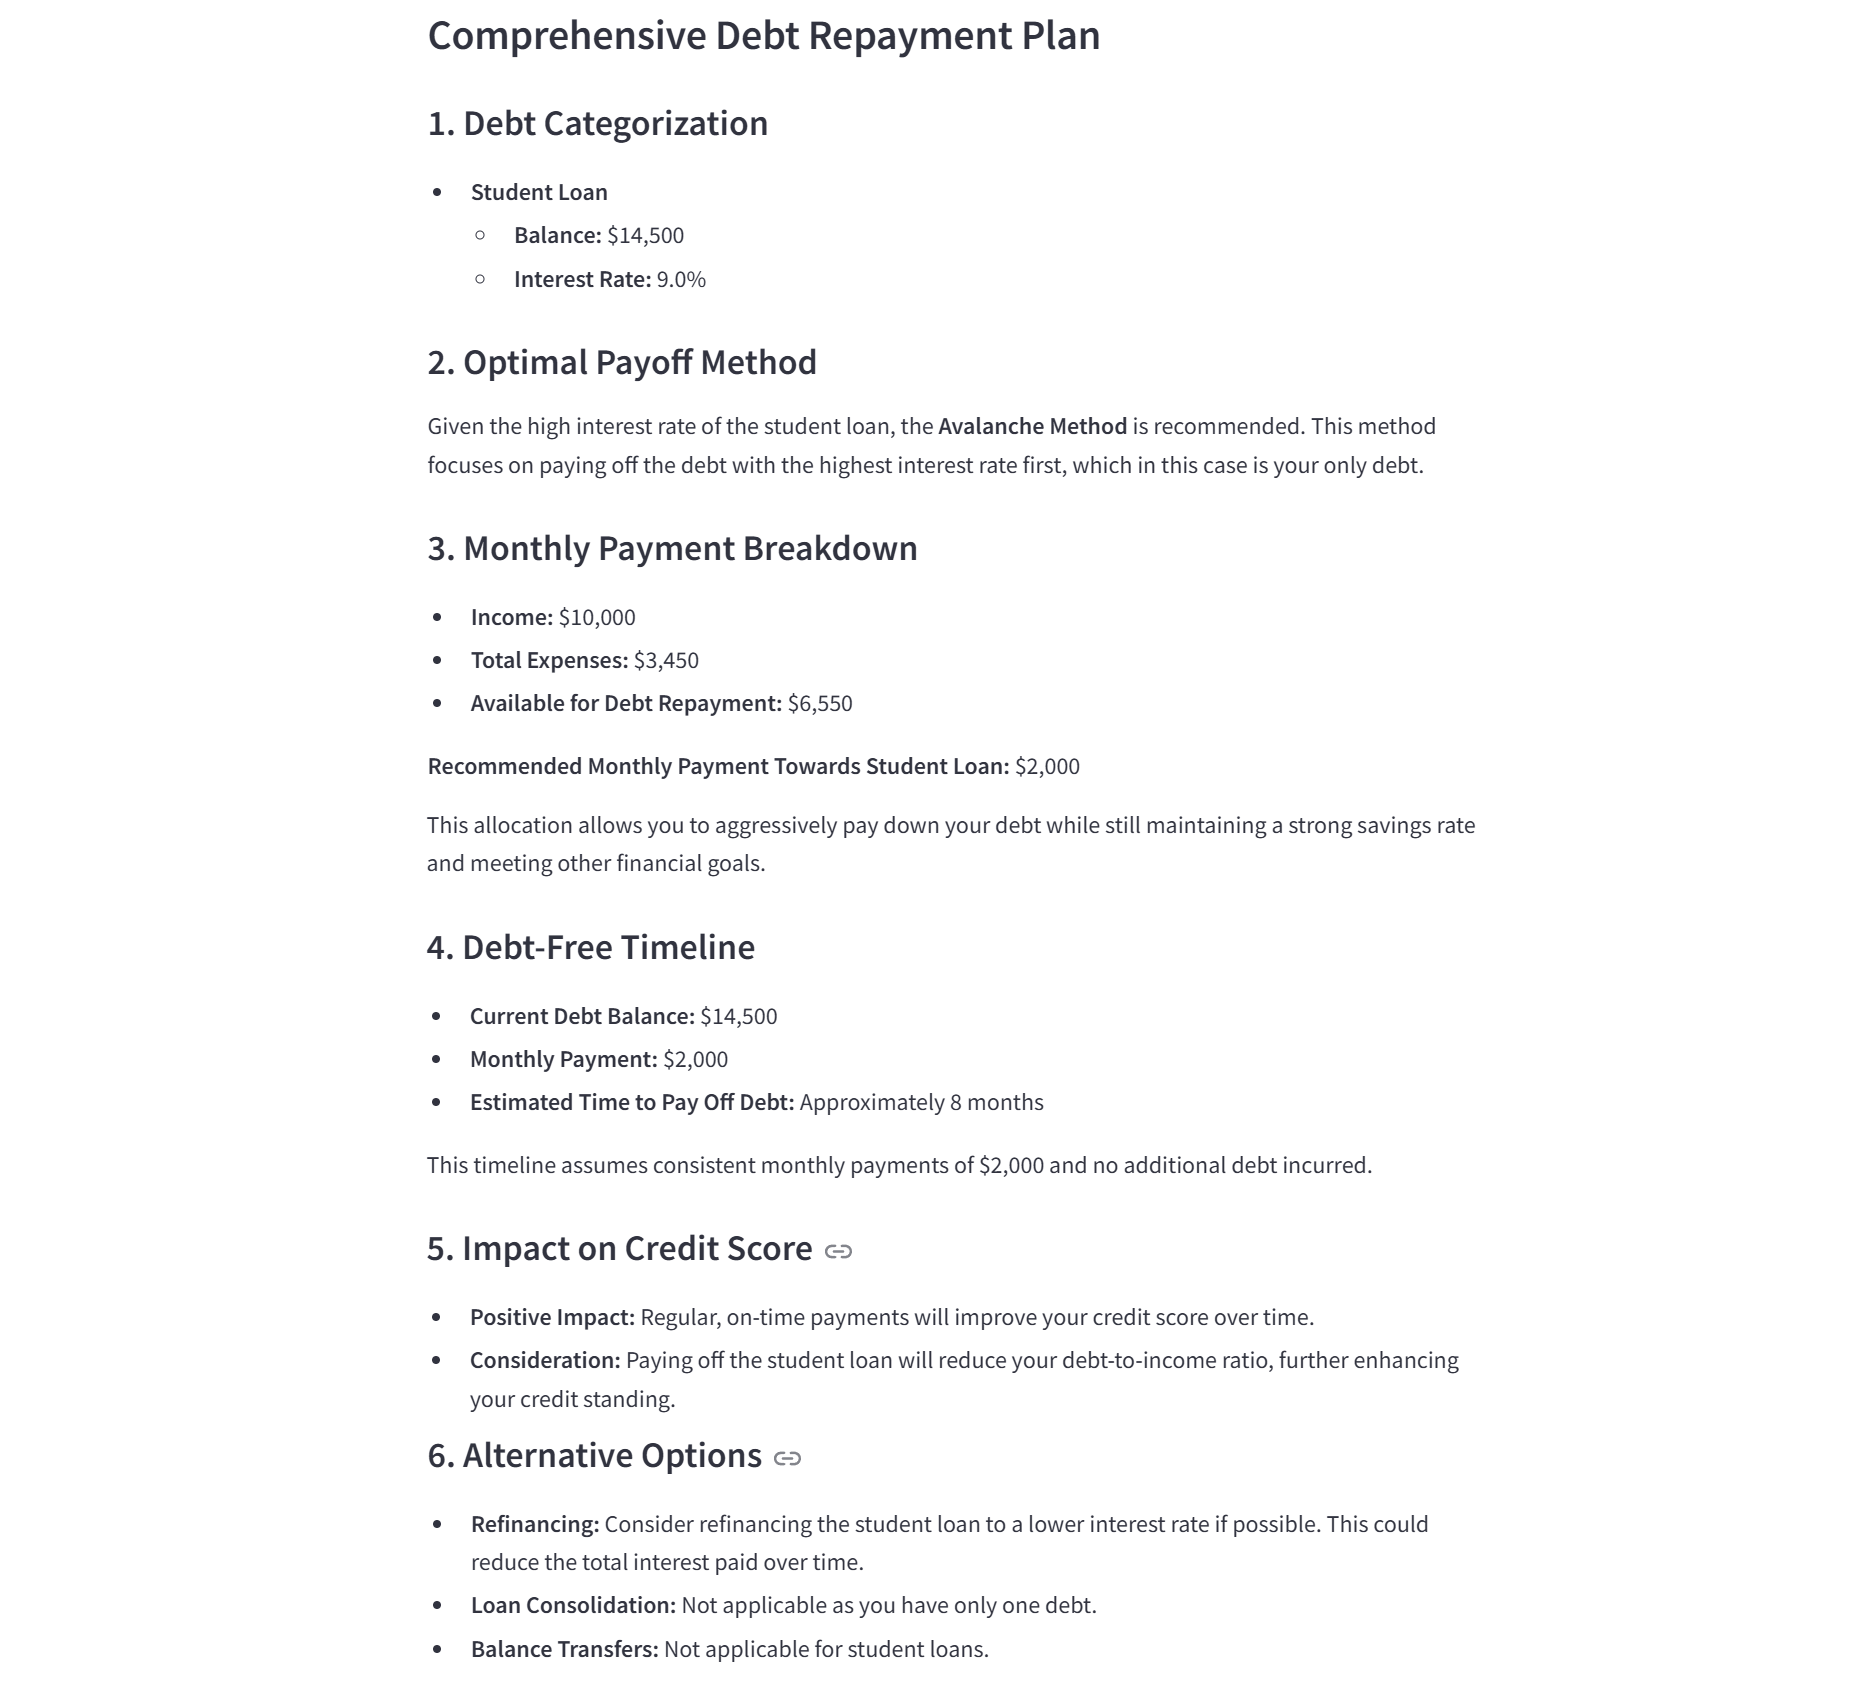 Comprehensive Debt Repayment Plan
1. Debt Categorization
• Student Loan
◦ Balance: $14,500
◦ Interest Rate: 9.0%
2. Optimal Payoff Method
Given the high interest rate of the student loan, the Avalanche Method is recommended. This method
focuses on paying off the debt with the highest interest rate first, which in this case is your only debt.
3. Monthly Payment Breakdown
• Income: $10,000
• Total Expenses: $3,450
• Available for Debt Repayment: $6,550
Recommended Monthly Payment Towards Student Loan: $2,000
This allocation allows you to aggressively pay down your debt while still maintaining a strong savings rate
and meeting other financial goals.
4. Debt-Free Timeline
• Current Debt Balance: $14,500
• Monthly Payment: $2,000
• Estimated Time to Pay Off Debt: Approximately 8 months
This timeline assumes consistent monthly payments of $2,000 and no additional debt incurred.
5. Impact on Credit Score
• Positive Impact: Regular, on-time payments will improve your credit score over time.
• Consideration: Paying off the student loan will reduce your debt-to-income ratio, further enhancing
your credit standing.
6. Alternative Options
• Refinancing: Consider refinancing the student loan to a lower interest rate if possible. This could
reduce the total interest paid over time.
• Loan Consolidation: Not applicable as you have only one debt.
• Balance Transfers: Not applicable for student loans.